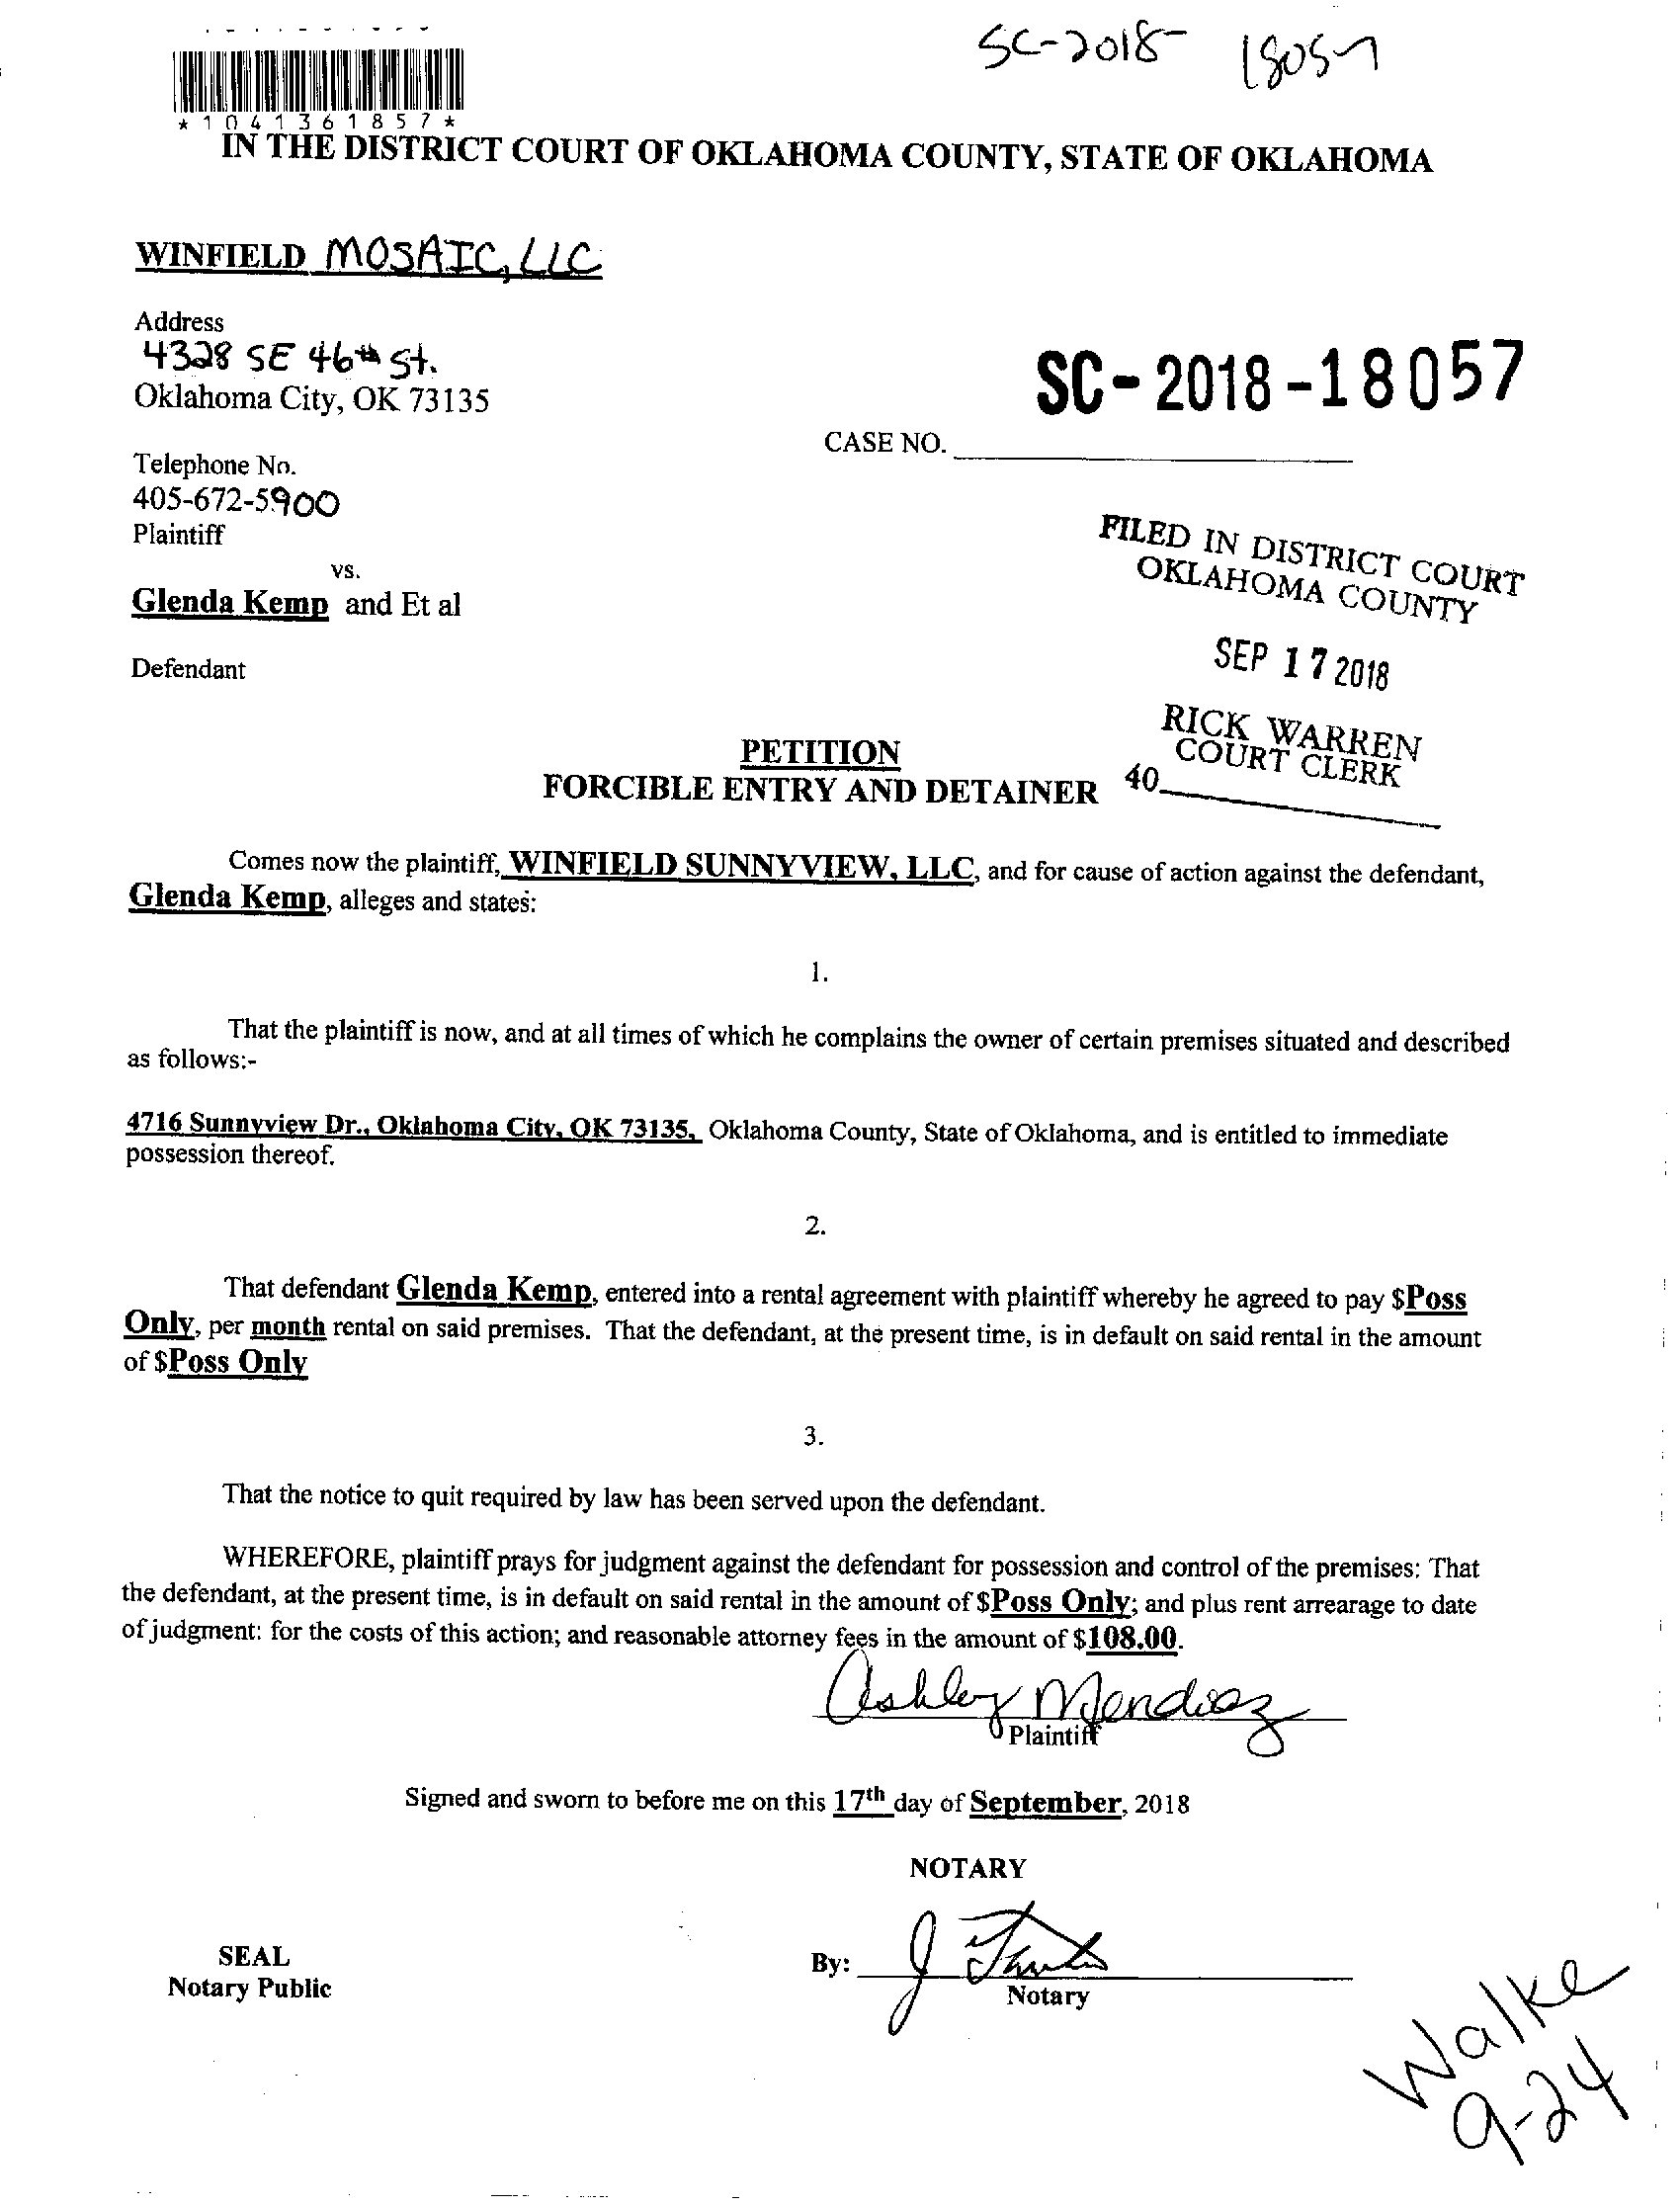 SC-2018- 18057
*1041361857*
IN THE DISTRICT COURT OF OKLAHOMA COUNTY, STATE OF OKLAHOMA
WINFIELD MOSAIC, LLC
Address
4328 SE 46th St.
Oklahoma City, OK 73135
SC-2018-18057
CASE NO.
Telephone No.
405-672-5900
Plaintiff
vs.
Glenda Kemp and Et al
Defendant
FILED IN DISTRICT COURT
OKLAHOMA COUNTY
SEP 17 2018
RICK WARREN
COURT CLERK
40
PETITION
FORCIBLE ENTRY AND DETAINER
Comes now the plaintiff, WINFIELD SUNNYVIEW, LLC, and for cause of action against the defendant,
Glenda Kemp, alleges and states:
1.
That the plaintiff is now, and at all times of which he complains the owner of certain premises situated and described
as follows:-
4716 Sunnyview Dr., Oklahoma City, OK 73135, Oklahoma County, State of Oklahoma, and is entitled to immediate
possession thereof.
2.
That defendant Glenda Kemp, entered into a rental agreement with plaintiff whereby he agreed to pay $Poss
Only, per month rental on said premises. That the defendant, at the present time, is in default on said rental in the amount
of $Poss Only
3.
That the notice to quit required by law has been served upon the defendant.
WHEREFORE, plaintiff prays for judgment against the defendant for possession and control of the premises: That
the defendant, at the present time, is in default on said rental in the amount of $Poss Only; and plus rent arrearage to date
of judgment: for the costs of this action; and reasonable attorney fees in the amount of $108.00.
Ashley Mendiaz
Plaintiff
Signed and sworn to before me on this 17th day of September, 2018
NOTARY
SEAL
Notary Public
By:
Notary
Walke
9-24